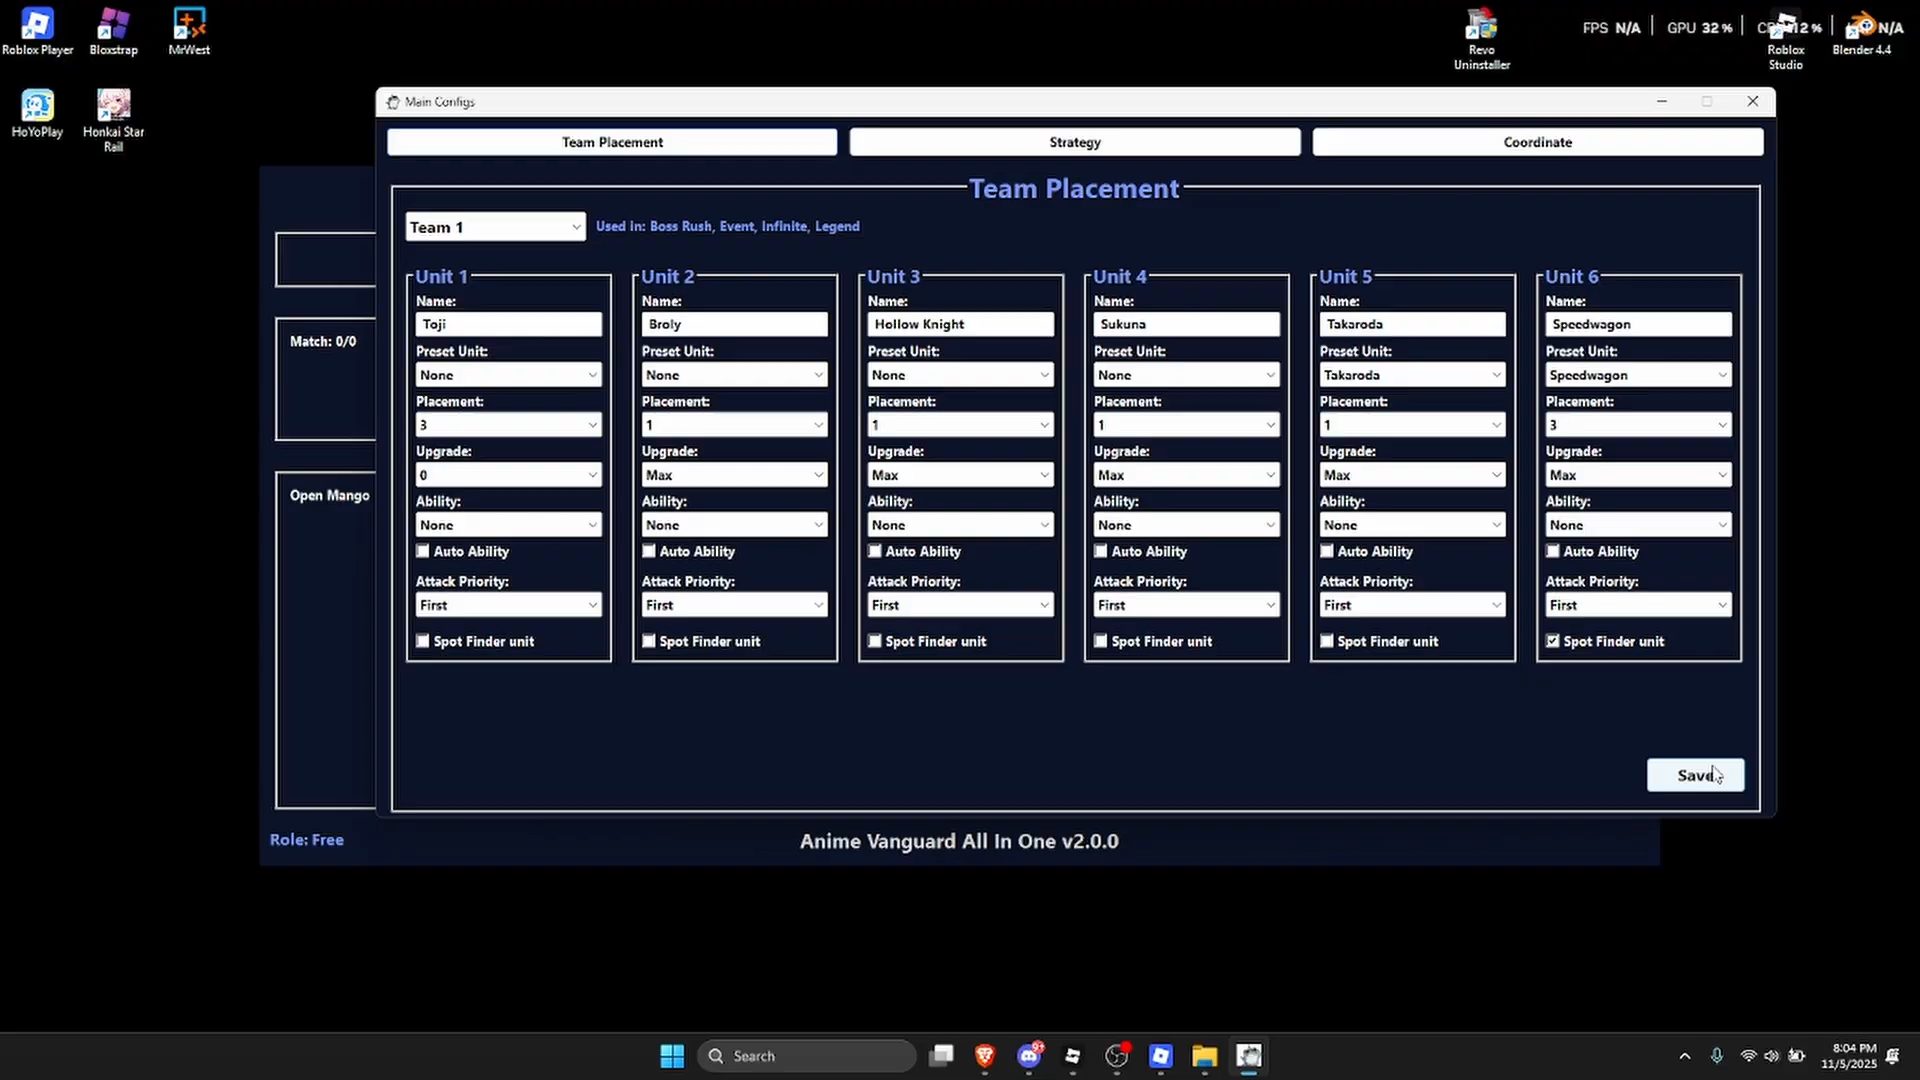 Roblox Player
Bloxstrap
MrWest
Revo Uninstaller
FPS N/A
GPU 32 %
12 %
N/A
Roblox Studio
Blender 4.4
HoYoPlay
Honkai Star Rail
Main Configs
Team Placement
Strategy
Coordinate
Team Placement
Team 1
Used In: Boss Rush, Event, Infinite, Legend
Unit 1
Name:
Toji
Preset Unit:
None
Placement:
3
Upgrade:
0
Ability:
None
Auto Ability
Attack Priority:
First
Spot Finder unit
Unit 2
Name:
Broly
Preset Unit:
None
Placement:
1
Upgrade:
Max
Ability:
None
Auto Ability
Attack Priority:
First
Spot Finder unit
Unit 3
Name:
Hollow Knight
Preset Unit:
None
Placement:
1
Upgrade:
Max
Ability:
None
Auto Ability
Attack Priority:
First
Spot Finder unit
Unit 4
Name:
Sukuna
Preset Unit:
None
Placement:
1
Upgrade:
Max
Ability:
None
Auto Ability
Attack Priority:
First
Spot Finder unit
Unit 5
Name:
Takaroda
Preset Unit:
Takaroda
Placement:
1
Upgrade:
Max
Ability:
None
Auto Ability
Attack Priority:
First
Spot Finder unit
Unit 6
Name:
Speedwagon
Preset Unit:
Speedwagon
Placement:
3
Upgrade:
Max
Ability:
None
Auto Ability
Attack Priority:
First
Spot Finder unit
Match: 0/0
Open Mango
Save
Role: Free
Anime Vanguard All In One v2.0.0
Search
9+
8:04 PM
11/5/2025